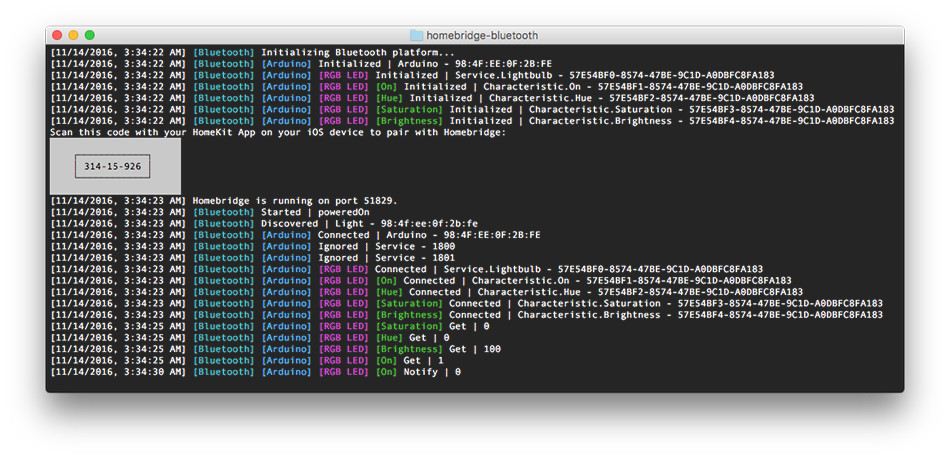 homebridge-bluetooth
[11/14/2016, 3:34:22 AM] [Bluetooth] Initializing Bluetooth platform...
[11/14/2016, 3:34:22 AM] [Bluetooth] [Arduino] Initialized | Arduino - 98:4F:EE:0F:2B:FE
[11/14/2016, 3:34:22 AM] [Bluetooth] [Arduino] [RGB LED] Initialized | Service.Lightbulb - 57E54BF0-8574-47BE-9C1D-A0DBFC8FA183
[11/14/2016, 3:34:22 AM] [Bluetooth] [Arduino] [RGB LED] [On] Initialized | Characteristic.On - 57E54BF1-8574-47BE-9C1D-A0DBFC8FA183
[11/14/2016, 3:34:22 AM] [Bluetooth] [Arduino] [RGB LED] [Hue] Initialized | Characteristic.Hue - 57E54BF2-8574-47BE-9C1D-A0DBFC8FA183
[11/14/2016, 3:34:22 AM] [Bluetooth] [Arduino] [RGB LED] [Saturation] Initialized | Characteristic.Saturation - 57E54BF3-8574-47BE-9C1D-A0DBFC8FA183
[11/14/2016, 3:34:22 AM] [Bluetooth] [Arduino] [RGB LED] [Brightness] Initialized | Characteristic.Brightness - 57E54BF4-8574-47BE-9C1D-A0DBFC8FA183
Scan this code with your HomeKit App on your iOS device to pair with Homebridge:
314-15-926
[11/14/2016, 3:34:23 AM] Homebridge is running on port 51829.
[11/14/2016, 3:34:23 AM] [Bluetooth] Started | poweredOn
[11/14/2016, 3:34:23 AM] [Bluetooth] Discovered | Light - 98:4f:ee:0f:2b:fe
[11/14/2016, 3:34:23 AM] [Bluetooth] [Arduino] Connected | Arduino - 98:4F:EE:0F:2B:FE
[11/14/2016, 3:34:23 AM] [Bluetooth] [Arduino] Ignored | Service - 1800
[11/14/2016, 3:34:23 AM] [Bluetooth] [Arduino] Ignored | Service - 1801
[11/14/2016, 3:34:23 AM] [Bluetooth] [Arduino] [RGB LED] Connected | Service.Lightbulb - 57E54BF0-8574-47BE-9C1D-A0DBFC8FA183
[11/14/2016, 3:34:23 AM] [Bluetooth] [Arduino] [RGB LED] [On] Connected | Characteristic.On - 57E54BF1-8574-47BE-9C1D-A0DBFC8FA183
[11/14/2016, 3:34:23 AM] [Bluetooth] [Arduino] [RGB LED] [Hue] Connected | Characteristic.Hue - 57E54BF2-8574-47BE-9C1D-A0DBFC8FA183
[11/14/2016, 3:34:23 AM] [Bluetooth] [Arduino] [RGB LED] [Saturation] Connected | Characteristic.Saturation - 57E54BF3-8574-47BE-9C1D-A0DBFC8FA183
[11/14/2016, 3:34:23 AM] [Bluetooth] [Arduino] [RGB LED] [Brightness] Connected | Characteristic.Brightness - 57E54BF4-8574-47BE-9C1D-A0DBFC8FA183
[11/14/2016, 3:34:25 AM] [Bluetooth] [Arduino] [RGB LED] [Saturation] Get | 0
[11/14/2016, 3:34:25 AM] [Bluetooth] [Arduino] [RGB LED] [Hue] Get | 0
[11/14/2016, 3:34:25 AM] [Bluetooth] [Arduino] [RGB LED] [Brightness] Get | 100
[11/14/2016, 3:34:25 AM] [Bluetooth] [Arduino] [RGB LED] [On] Get | 1
[11/14/2016, 3:34:30 AM] [Bluetooth] [Arduino] [RGB LED] [On] Notify | 0